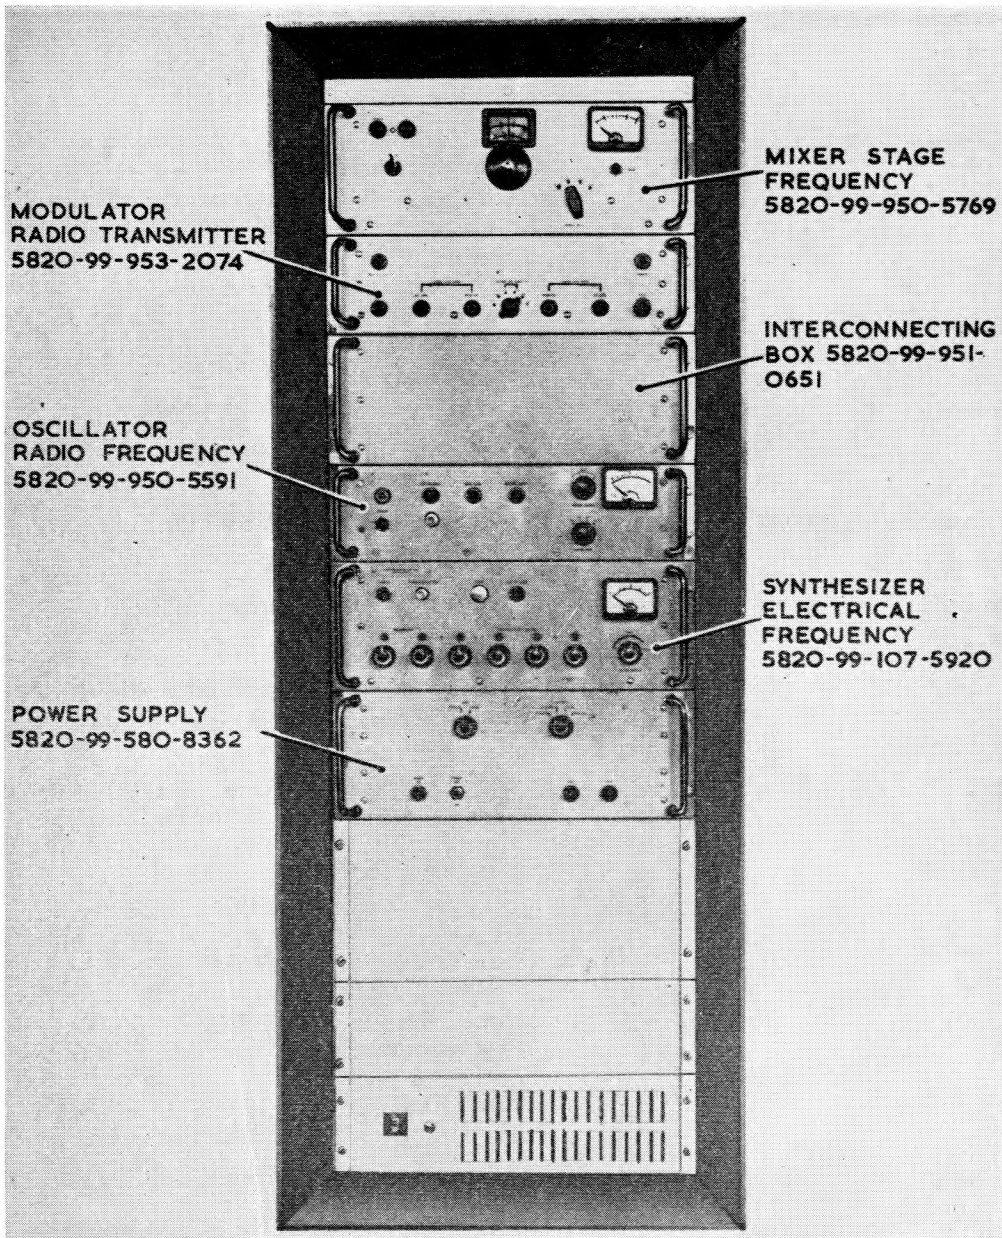 MIXER STAGE
FREQUENCY
5820-99-950-5769
MODULATOR
RADIO TRANSMITTER
5820-99-953-2074
INTERCONNECTING
BOX 5820-99-951-
0651
OSCILLATOR
RADIO FREQUENCY
5820-99-950-5591
SYNTHESIZER
ELECTRICAL
FREQUENCY
5820-99-107-5920
POWER SUPPLY
5820-99-580-8362